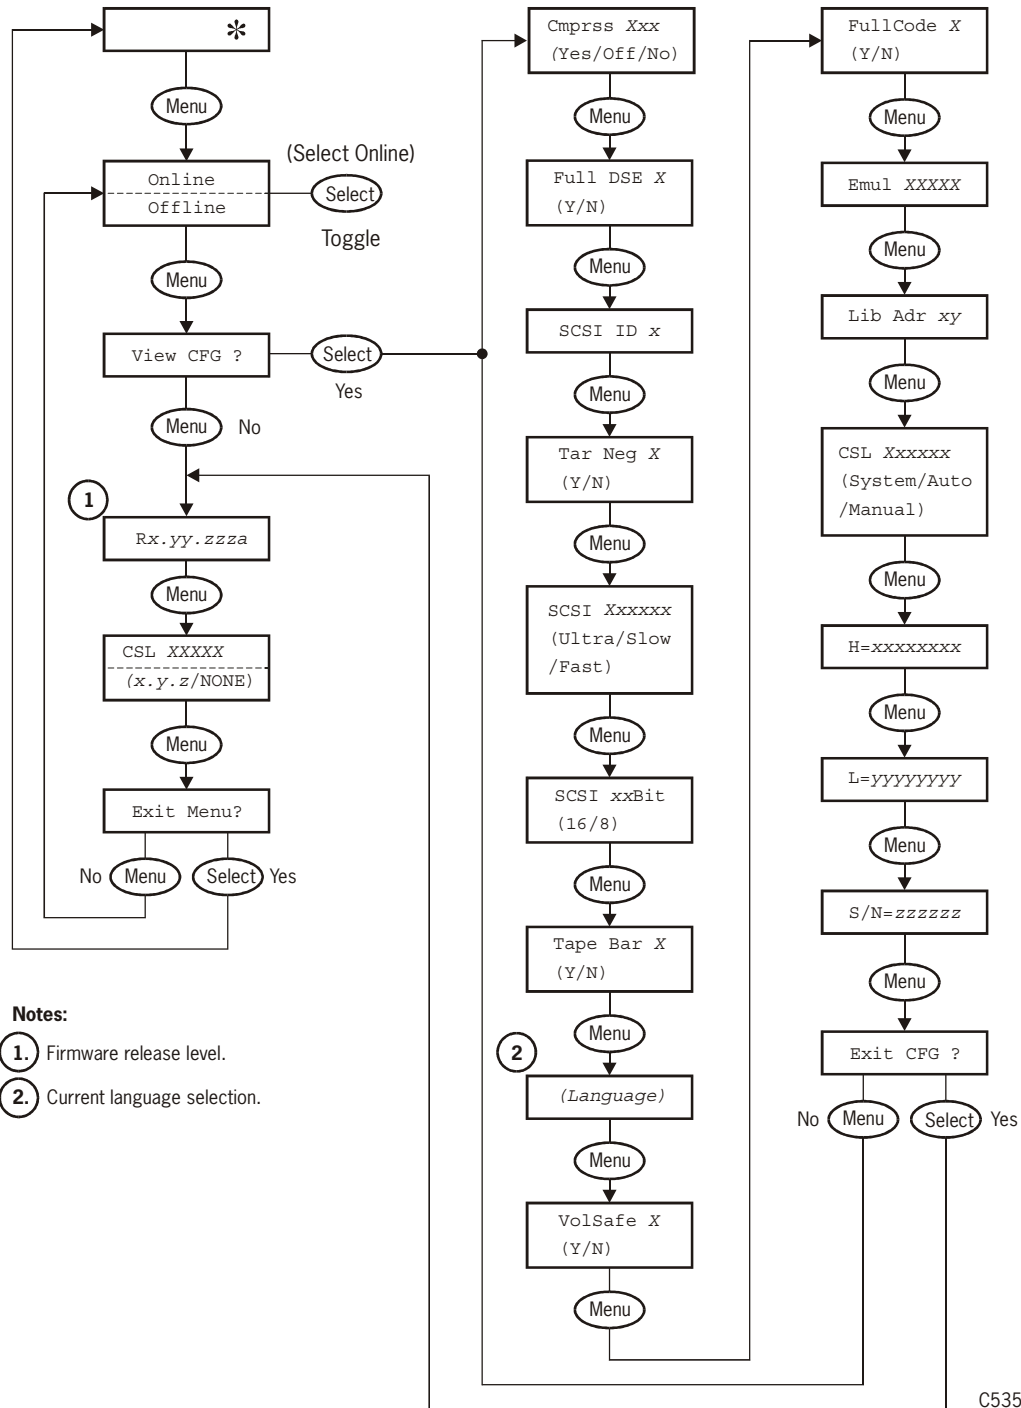 *
Menu
(Select Online)
Online
Offline
Select
Toggle
Menu
View CFG ?
Select
Yes
Menu
No
1
Rx.yy.zzza
Menu
CSL XXXXX
(x.y.z/NONE)
Menu
Exit Menu?
No
Menu
Select
Yes
Notes:
1. Firmware release level.
2. Current language selection.
Cmprss Xxx
(Yes/Off/No)
Menu
Full DSE X
(Y/N)
Menu
SCSI ID x
Menu
Tar Neg X
(Y/N)
Menu
SCSI Xxxxxx
(Ultra/Slow
/Fast)
Menu
SCSI xxBit
(16/8)
Menu
Tape Bar X
(Y/N)
Menu
2
(Language)
Menu
VolSafe X
(Y/N)
Menu
FullCode X
(Y/N)
Menu
Emul XXXXX
Menu
Lib Adr xy
Menu
CSL Xxxxxx
(System/Auto
/Manual)
Menu
H=xxxxxxxx
Menu
L=yyyyyyyy
Menu
S/N=zzzzzz
Menu
Exit CFG ?
No
Menu
Select
Yes
C535